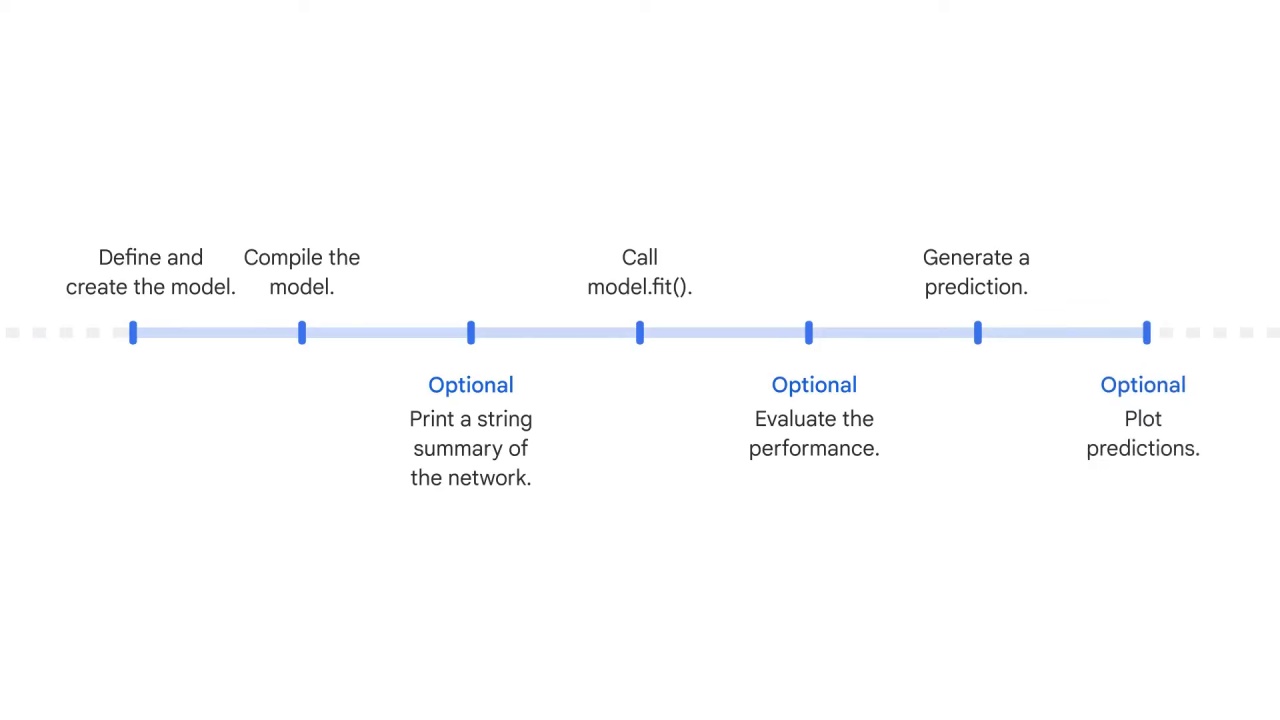 Define and
create the model.
Compile the
model.
Optional
Print a string
summary of
the network.
Call
model.fit().
Optional
Evaluate the
performance.
Generate a
prediction.
Optional
Plot
predictions.